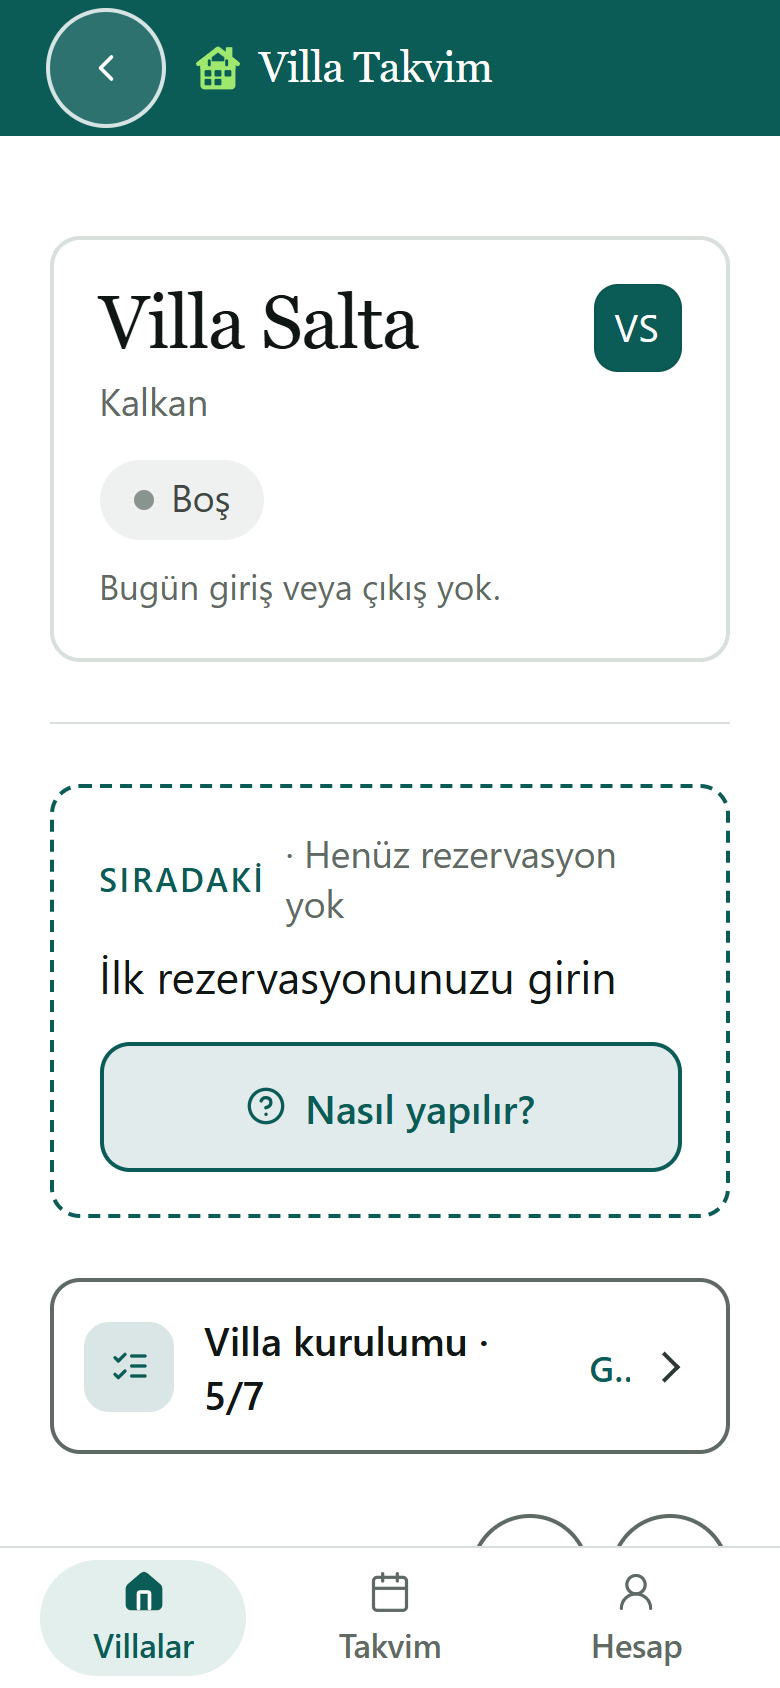 Villa Takvim
Villa Salta
VS
Kalkan
Boş
Bugün giriş veya çıkış yok.
SIRADAKİ
· Henüz rezervasyon
yok
İlk rezervasyonunuzu girin
Nasıl yapılır?
Villa kurulumu ·
5/7
G..
Villalar
Takvim
Hesap